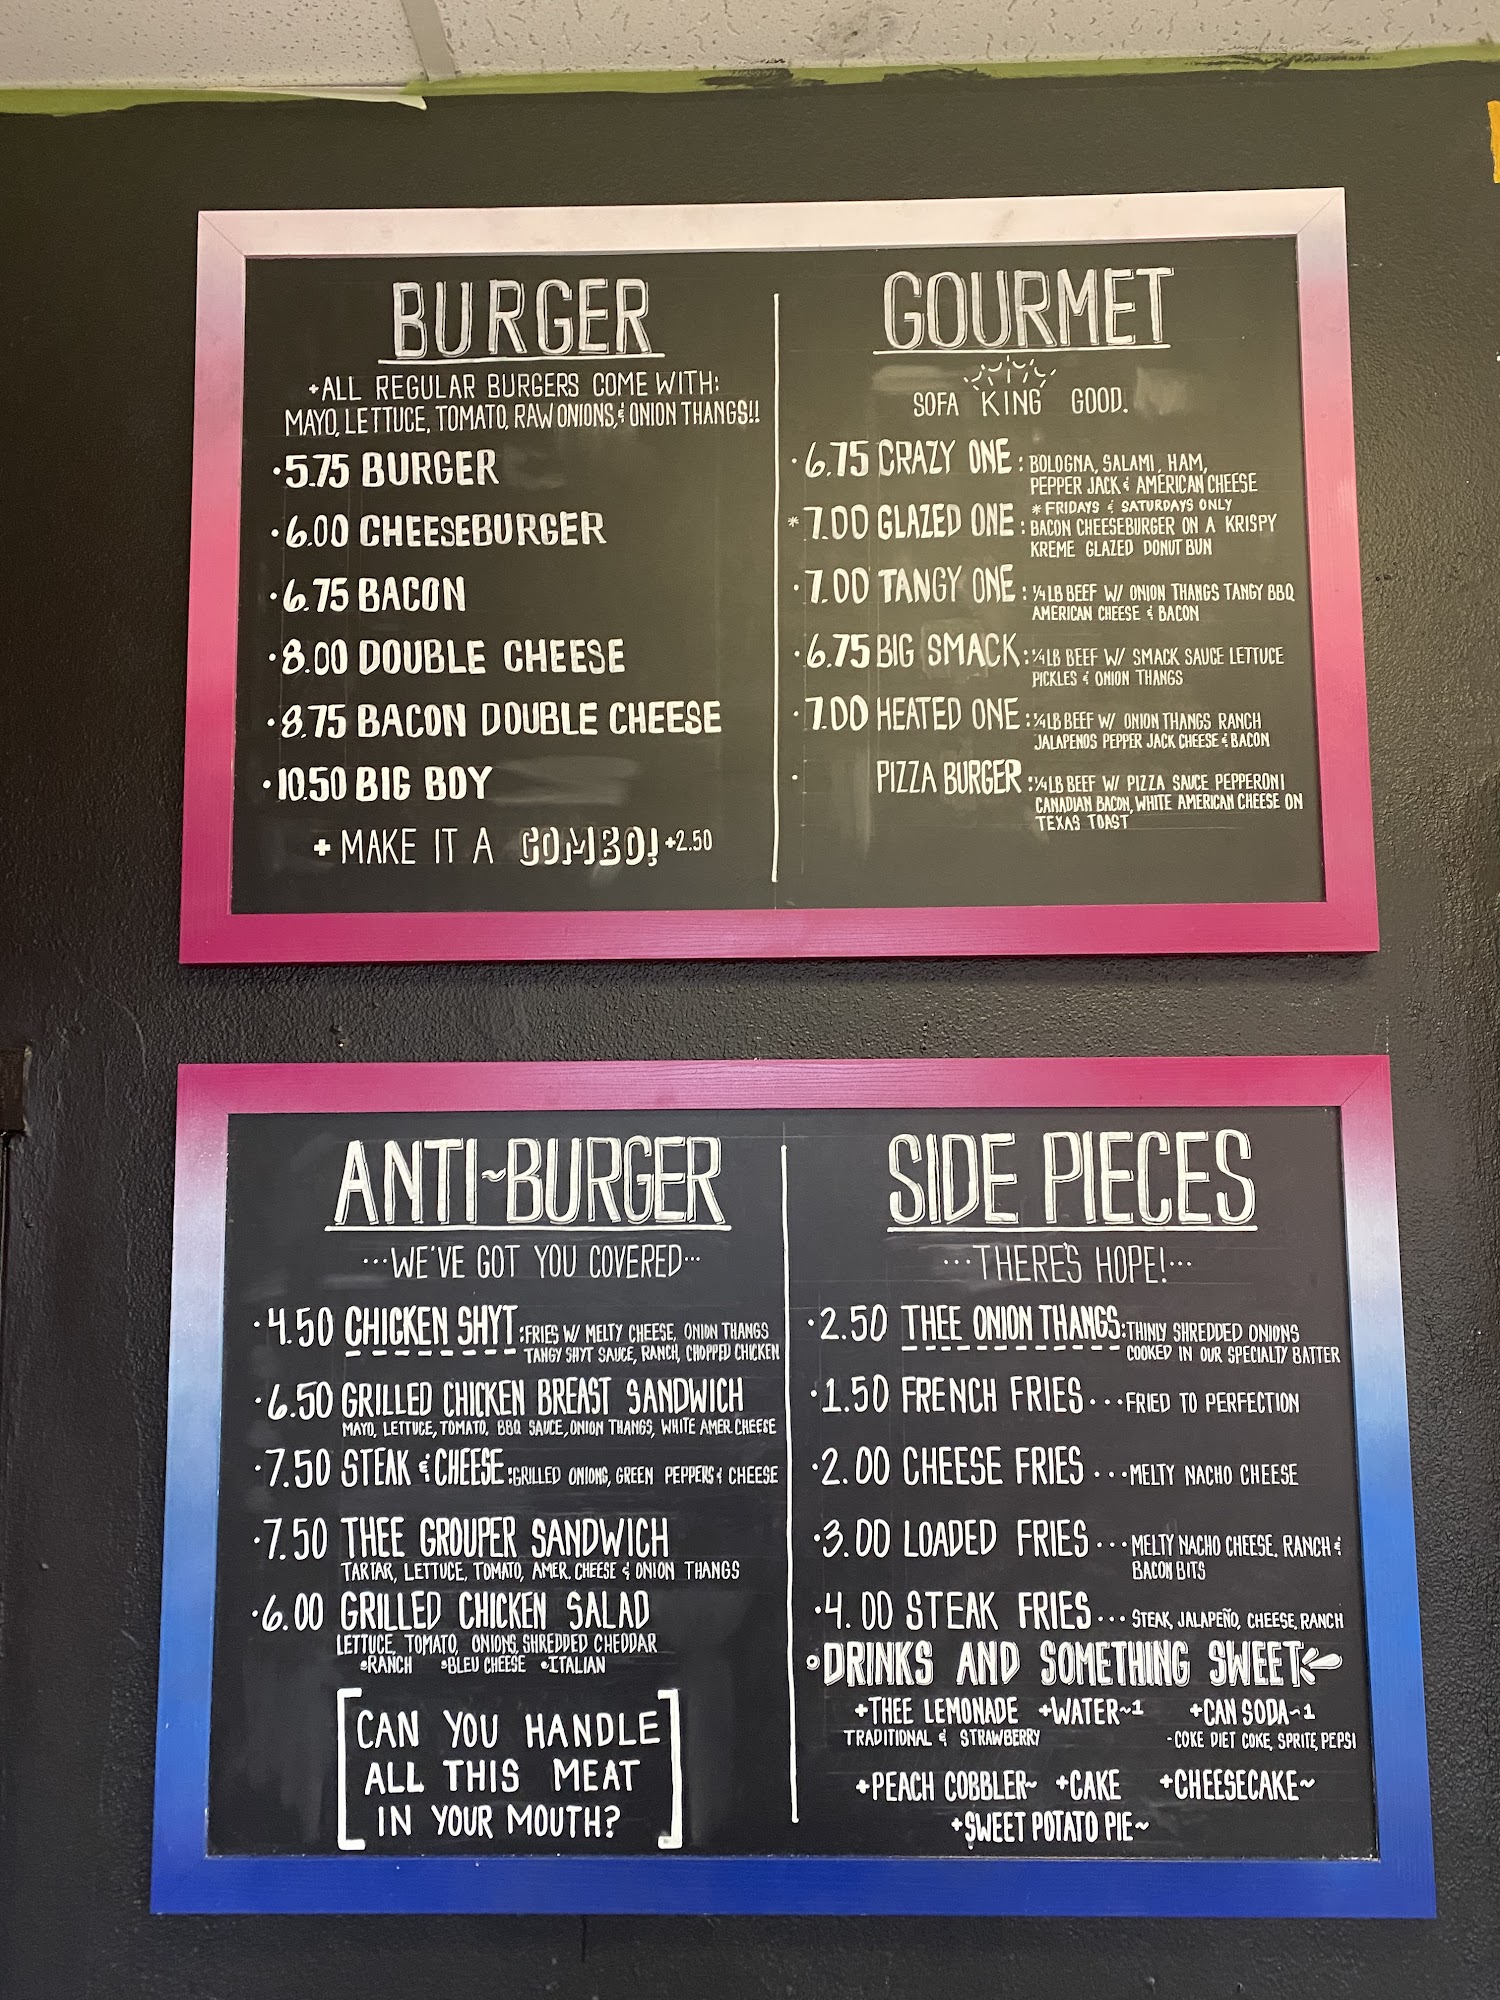 BURGER
+ALL REGULAR BURGERS COME WITH:
MAYO, LETTUCE, TOMATO, RAW ONIONS, & ONION THANGS!!
·5.75 BURGER
·6.00 CHEESEBURGER
·6.75 BACON
·8.00 DOUBLE CHEESE
·8.75 BACON DOUBLE CHEESE
·10.50 BIG BOY
+ MAKE IT A COMBO! +2.50
GOURMET
SOFA KING GOOD.
·6.75 CRAZY ONE: BOLOGNA, SALAMI, HAM,
PEPPER JACK & AMERICAN CHEESE
* FRIDAYS & SATURDAYS ONLY
*7.00 GLAZED ONE: BACON CHEESEBURGER ON A KRISPY
KREME GLAZED DONUT BUN
·7.00 TANGY ONE: ¼LB BEEF W/ ONION THANGS TANGY BBQ
AMERICAN CHEESE & BACON
·6.75 BIG SMACK: ¼LB BEEF W/ SMACK SAUCE LETTUCE
PICKLES & ONION THANGS
·7.00 HEATED ONE: ¼LB BEEF W/ ONION THANGS RANCH
JALAPENOS PEPPER JACK CHEESE & BACON
· PIZZA BURGER: ¼LB BEEF W/ PIZZA SAUCE PEPPERONI
CANADIAN BACON, WHITE AMERICAN CHEESE ON
TEXAS TOAST
ANTI~BURGER
···WE'VE GOT YOU COVERED···
·4.50 CHICKEN SHYT: FRIES W/ MELTY CHEESE, ONION THANGS
TANGY SHYT SAUCE, RANCH, CHOPPED CHICKEN
·6.50 GRILLED CHICKEN BREAST SANDWICH
MAYO, LETTUCE, TOMATO, BBQ SAUCE, ONION THANGS, WHITE AMER. CHEESE
·7.50 STEAK & CHEESE: GRILLED ONIONS, GREEN PEPPERS & CHEESE
·7.50 THEE GROUPER SANDWICH
TARTAR, LETTUCE, TOMATO, AMER. CHEESE & ONION THANGS
·6.00 GRILLED CHICKEN SALAD
LETTUCE, TOMATO, ONIONS, SHREDDED CHEDDAR
•RANCH •BLEU CHEESE •ITALIAN
[CAN YOU HANDLE
ALL THIS MEAT
IN YOUR MOUTH?]
SIDE PIECES
···THERE'S HOPE!···
·2.50 THEE ONION THANGS: THINLY SHREDDED ONIONS
COOKED IN OUR SPECIALTY BATTER
·1.50 FRENCH FRIES ···FRIED TO PERFECTION
·2.00 CHEESE FRIES ···MELTY NACHO CHEESE
·3.00 LOADED FRIES ···MELTY NACHO CHEESE, RANCH &
BACON BITS
·4.00 STEAK FRIES ···STEAK, JALAPEÑO, CHEESE, RANCH
DRINKS AND SOMETHING SWEET
+THEE LEMONADE +WATER~1 +CAN SODA~1
TRADITIONAL & STRAWBERRY -COKE DIET COKE, SPRITE, PEPSI
+PEACH COBBLER~ +CAKE +CHEESECAKE~
+SWEET POTATO PIE~